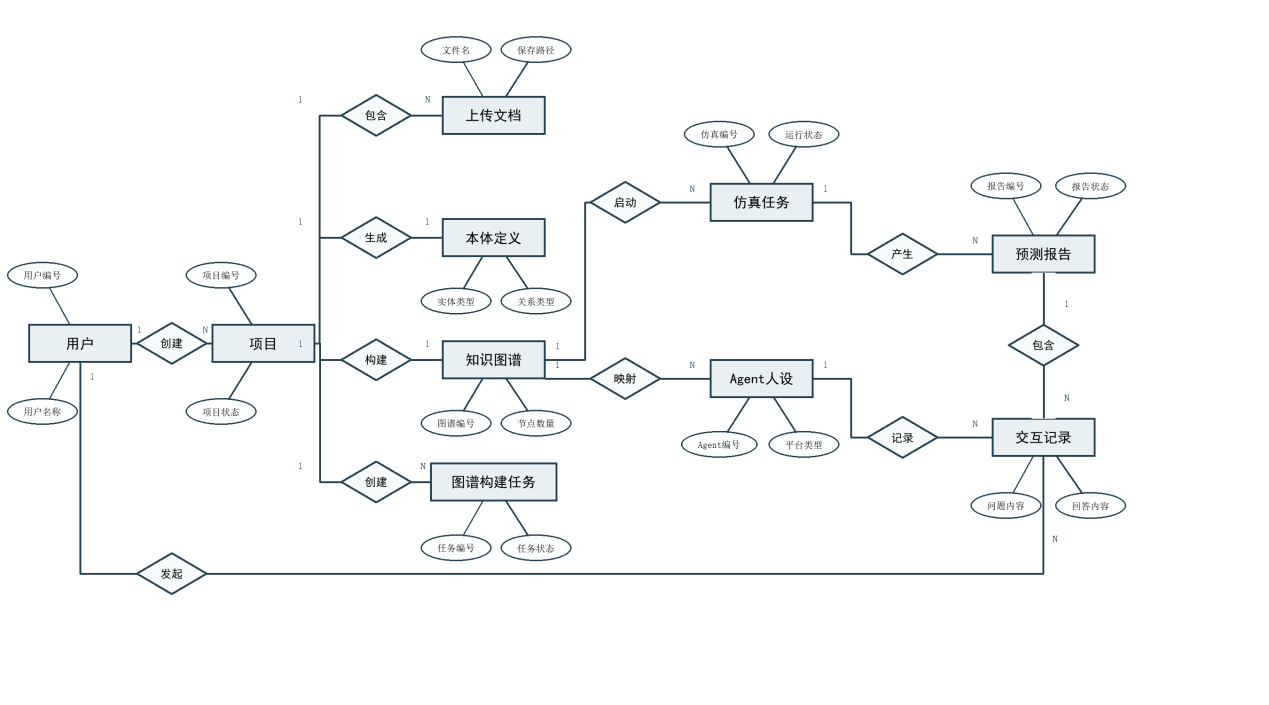 文件名
保存路径
1
包含
N
上传文档
仿真编号
运行状态
报告编号
报告状态
启动
N
仿真任务
1
1
生成
1
本体定义
产生
N
预测报告
用户编号
项目编号
实体类型
关系类型
1
用户
1
创建
N
项目
1
构建
1
知识图谱
1
1
包含
映射
N
Agent人设
1
1
N
用户名称
项目状态
图谱编号
节点数量
Agent编号
平台类型
记录
N
交互记录
1
创建
N
图谱构建任务
问题内容
回答内容
任务编号
任务状态
N
发起